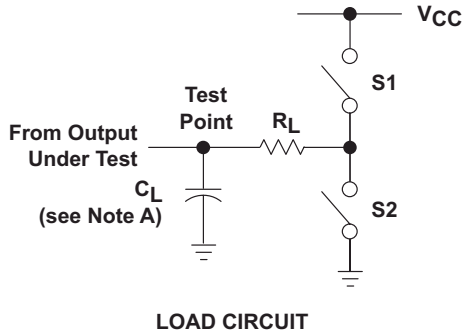 VCC
S1
Test
Point
RL
From Output
Under Test
CL
(see Note A)
S2
LOAD CIRCUIT